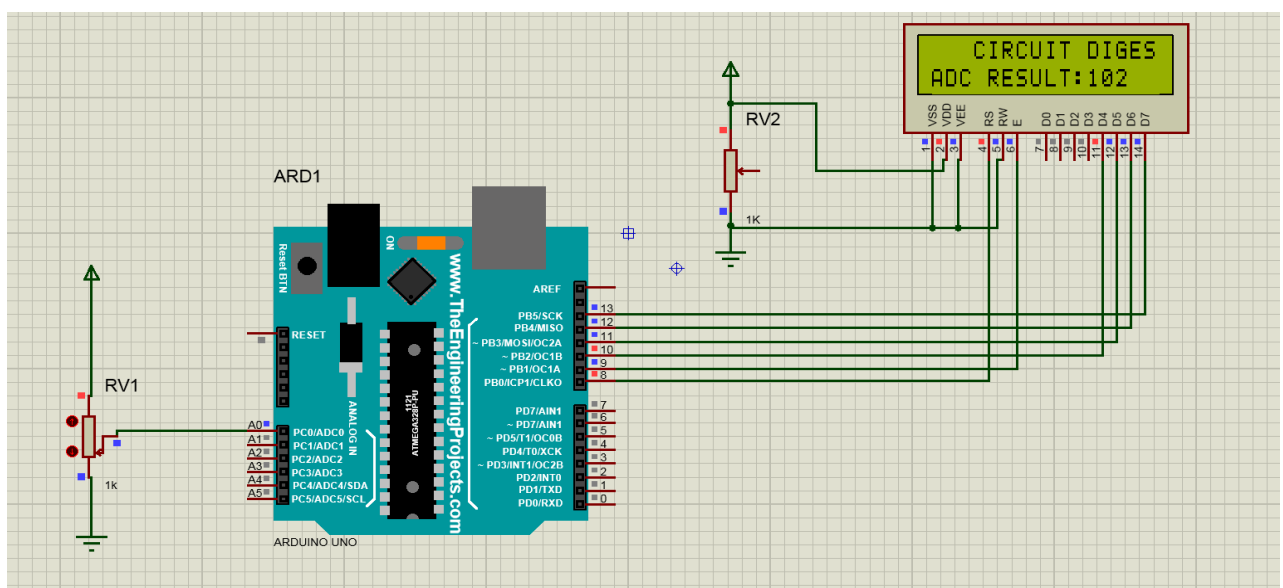 CIRCUIT DIGES
ADC RESULT:102
VSS
VDD
VEE
RS
RW
E
D0
D1
D2
D3
D4
D5
D6
D7
1
2
3
4
5
6
7
8
9
10
11
12
13
14
RV2
1K
ARD1
Reset BTN
ON
www.TheEngineeringProjects.com
RESET
AREF
PB5/SCK
13
PB4/MISO
12
~ PB3/MOSI/OC2A
11
~ PB2/OC1B
10
~ PB1/OC1A
9
PB0/ICP1/CLKO
8
1121
ATMEGA328P-PU
ANALOG IN
RV1
1k
A0
PC0/ADC0
A1
PC1/ADC1
A2
PC2/ADC2
A3
PC3/ADC3
A4
PC4/ADC4/SDA
A5
PC5/ADC5/SCL
PD7/AIN1
7
~ PD7/AIN1
6
~ PD5/T1/OC0B
5
PD4/T0/XCK
4
~ PD3/INT1/OC2B
3
PD2/INT0
2
PD1/TXD
1
PD0/RXD
0
ARDUINO UNO